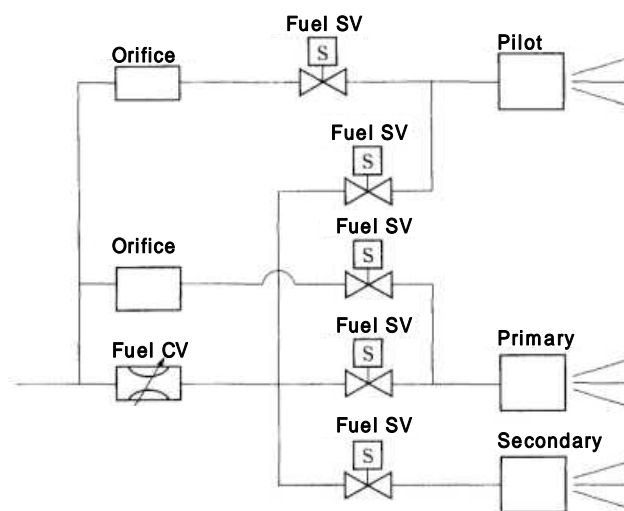 Fuel SV
Orifice
S
Pilot
Fuel SV
S
Orifice
Fuel SV
S
Fuel CV
Fuel SV
S
Primary
Fuel SV
S
Secondary